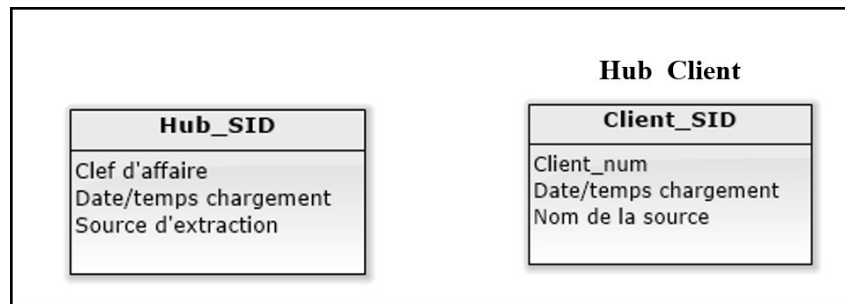 Hub_SID
Clef d'affaire
Date/temps chargement
Source d'extraction
Hub Client
Client_SID
Client_num
Date/temps chargement
Nom de la source